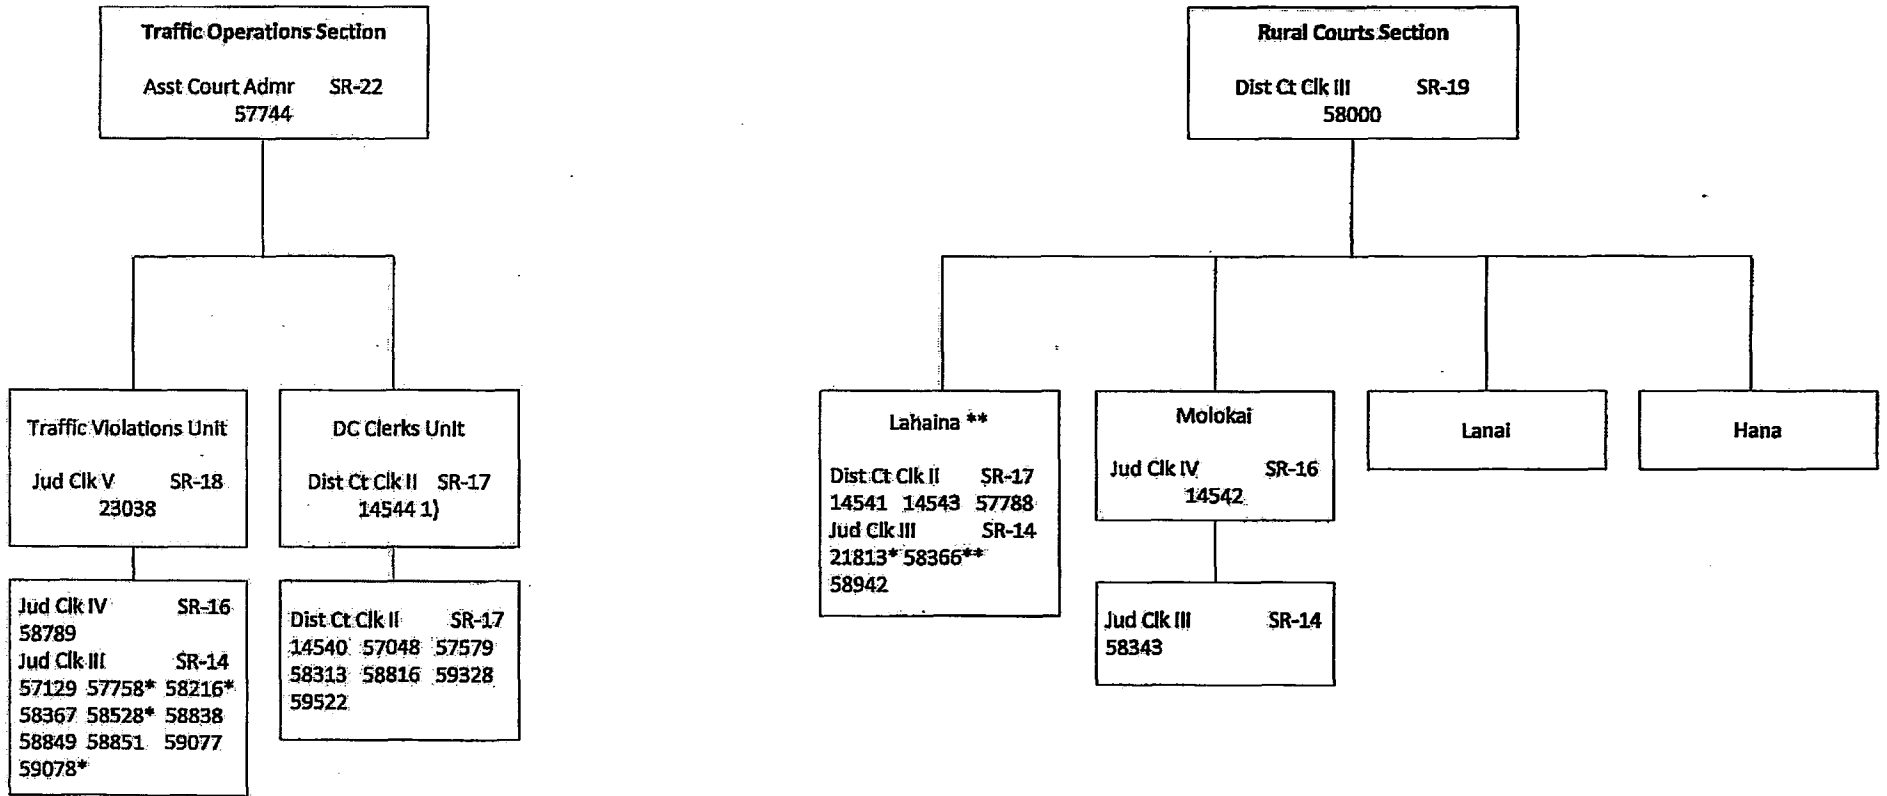 Traffic Operations Section
Asst Court Admr SR-22
57744
Rural Courts Section
Dist Ct Clk III SR-19
58000
Traffic Violations Unit
Jud Clk V SR-18
23038
DC Clerks Unit
Dist Ct Clk II SR-17
14544 1)
Lahaina **
Dist Ct Clk II SR-17
14541 14543 57788
Jud Clk III SR-14
21813* 58366**
58942
Molokai
Jud Clk IV SR-16
14542
Lanai
Hana
Jud Clk IV SR-16
58789
Jud Clk III SR-14
57129 57758* 58216*
58367 58528* 58838
58849 58851 59077
59078*
Dist Ct Clk II SR-17
14540 57048 57579
58313 58816 59328
59522
Jud Clk III SR-14
58343